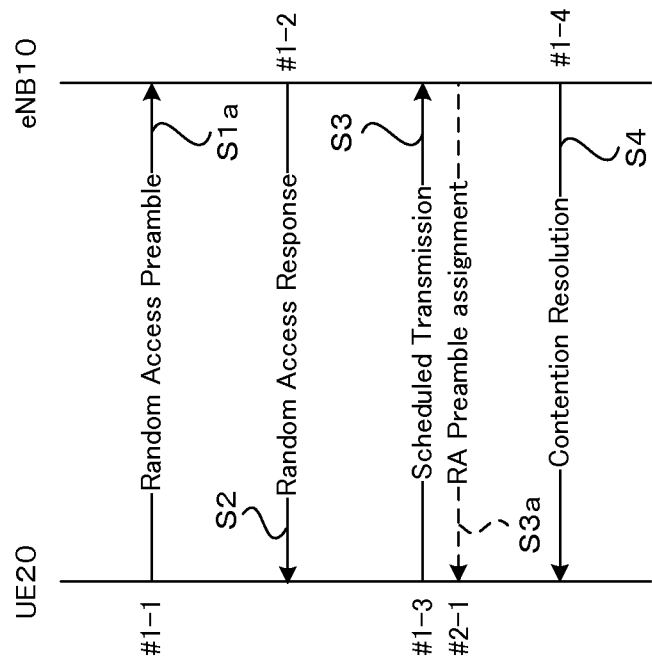 UE20
eNB10
#1-1
Random Access Preamble
S1a
S2
Random Access Response
#1-2
#1-3
Scheduled Transmission
S3
#2-1
RA Preamble assignment
S3a
Contention Resolution
S4
#1-4